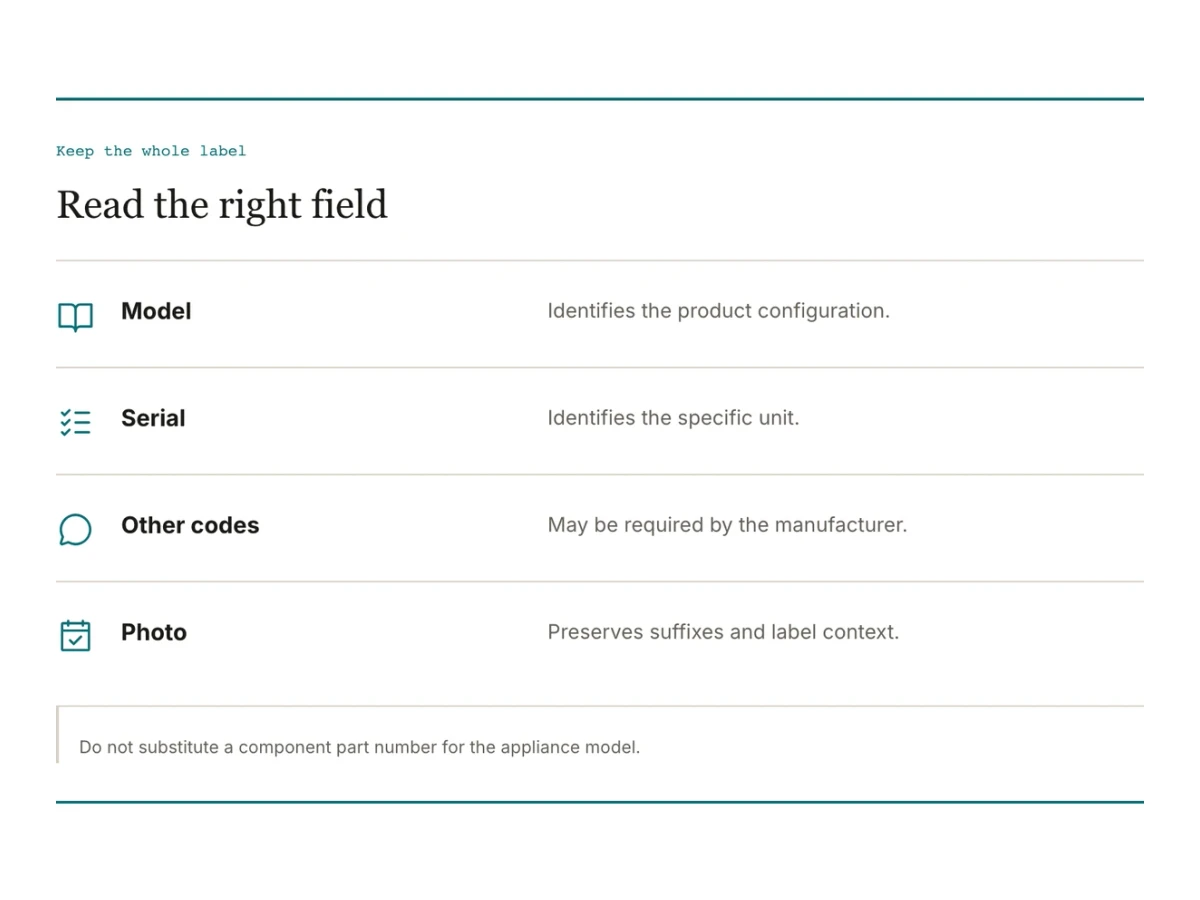 Keep the whole label
Read the right field
Model
Identifies the product configuration.
Serial
Identifies the specific unit.
Other codes
May be required by the manufacturer.
Photo
Preserves suffixes and label context.
Do not substitute a component part number for the appliance model.